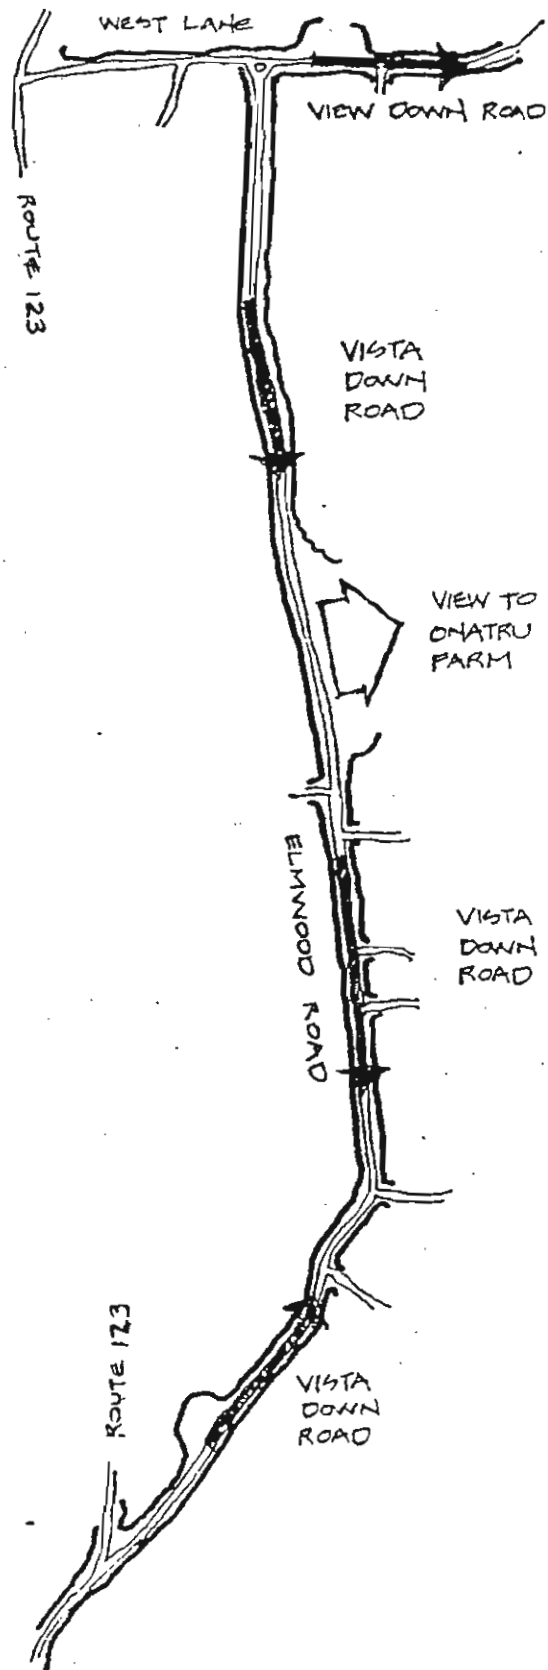 WEST LANE
VIEW DOWN ROAD
ROUTE 123
VISTA
DOWN
ROAD
VIEW TO
ONATRU
FARM
ELMWOOD ROAD
VISTA
DOWN
ROAD
ROUTE 123
VISTA
DOWN
ROAD